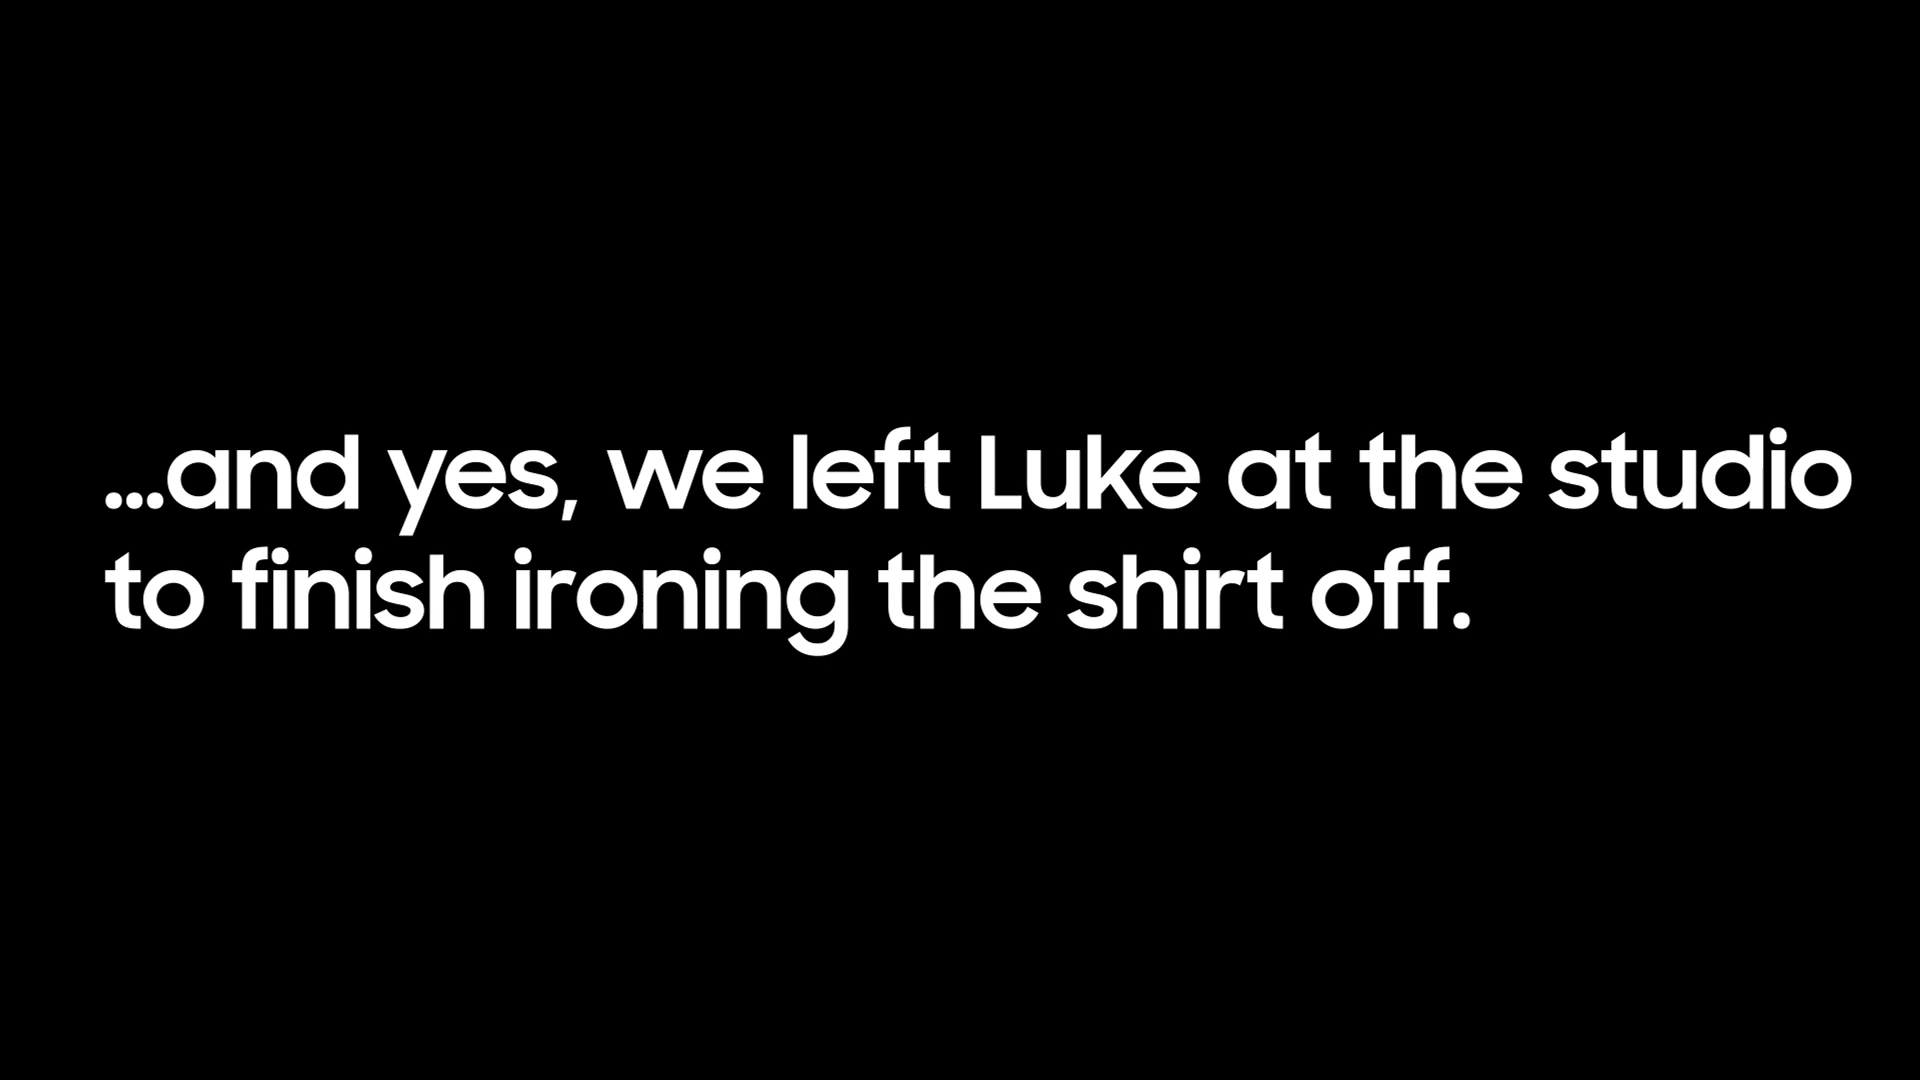 ...and yes, we left Luke at the studio
to finish ironing the shirt off.